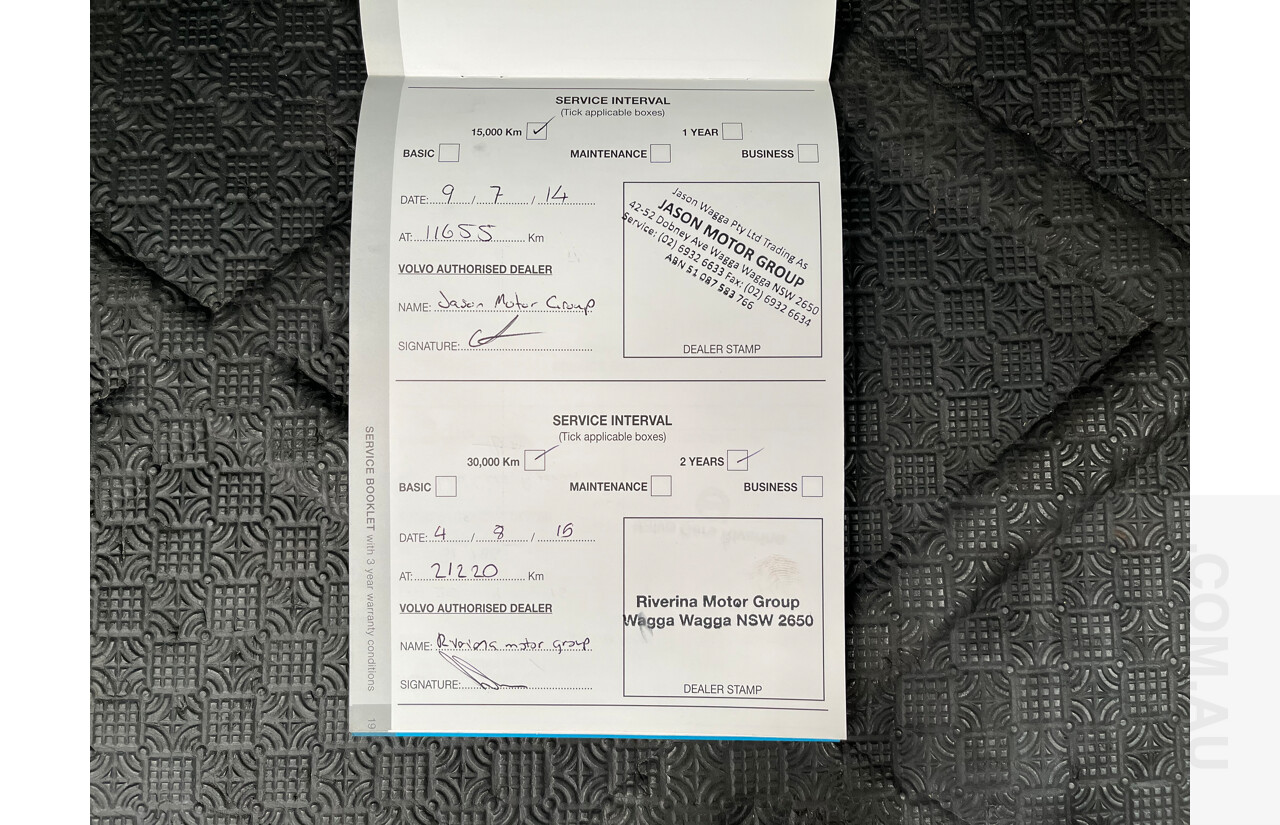 SERVICE INTERVAL
(Tick applicable boxes)
15,000 Km ✓ 1 YEAR
BASIC MAINTENANCE BUSINESS
DATE: 9 / 7 / 14
AT: 11655 Km
VOLVO AUTHORISED DEALER
NAME: Jason Motor Group
SIGNATURE:
Jason Wagga Pty Ltd Trading As
JASON MOTOR GROUP
42-52 Dobney Ave Wagga Wagga NSW 2650
Service: (02) 6932 6633 Fax: (02) 6932 6634
ABN 51 087 583 766
DEALER STAMP
SERVICE INTERVAL
(Tick applicable boxes)
30,000 Km ✓ 2 YEARS ✓
BASIC MAINTENANCE BUSINESS
DATE: 4 / 8 / 15
AT: 21220 Km
VOLVO AUTHORISED DEALER
NAME: Riverina motor group
SIGNATURE:
Riverina Motor Group
Wagga Wagga NSW 2650
DEALER STAMP
SERVICE BOOKLET with 3 year warranty conditions
19
.COM.AU